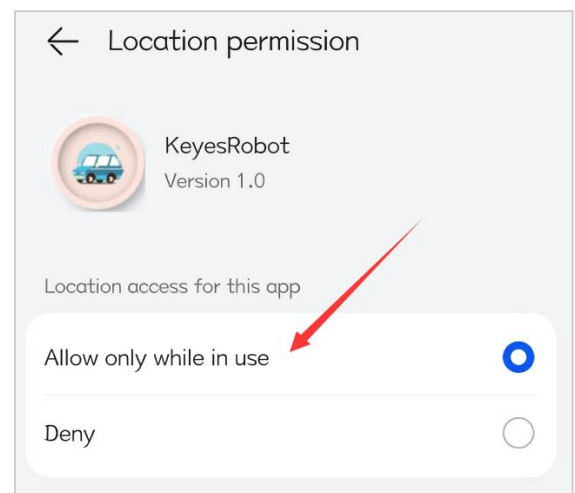 Location permission
KeyesRobot
Version 1.0
Location access for this app
Allow only while in use
Deny